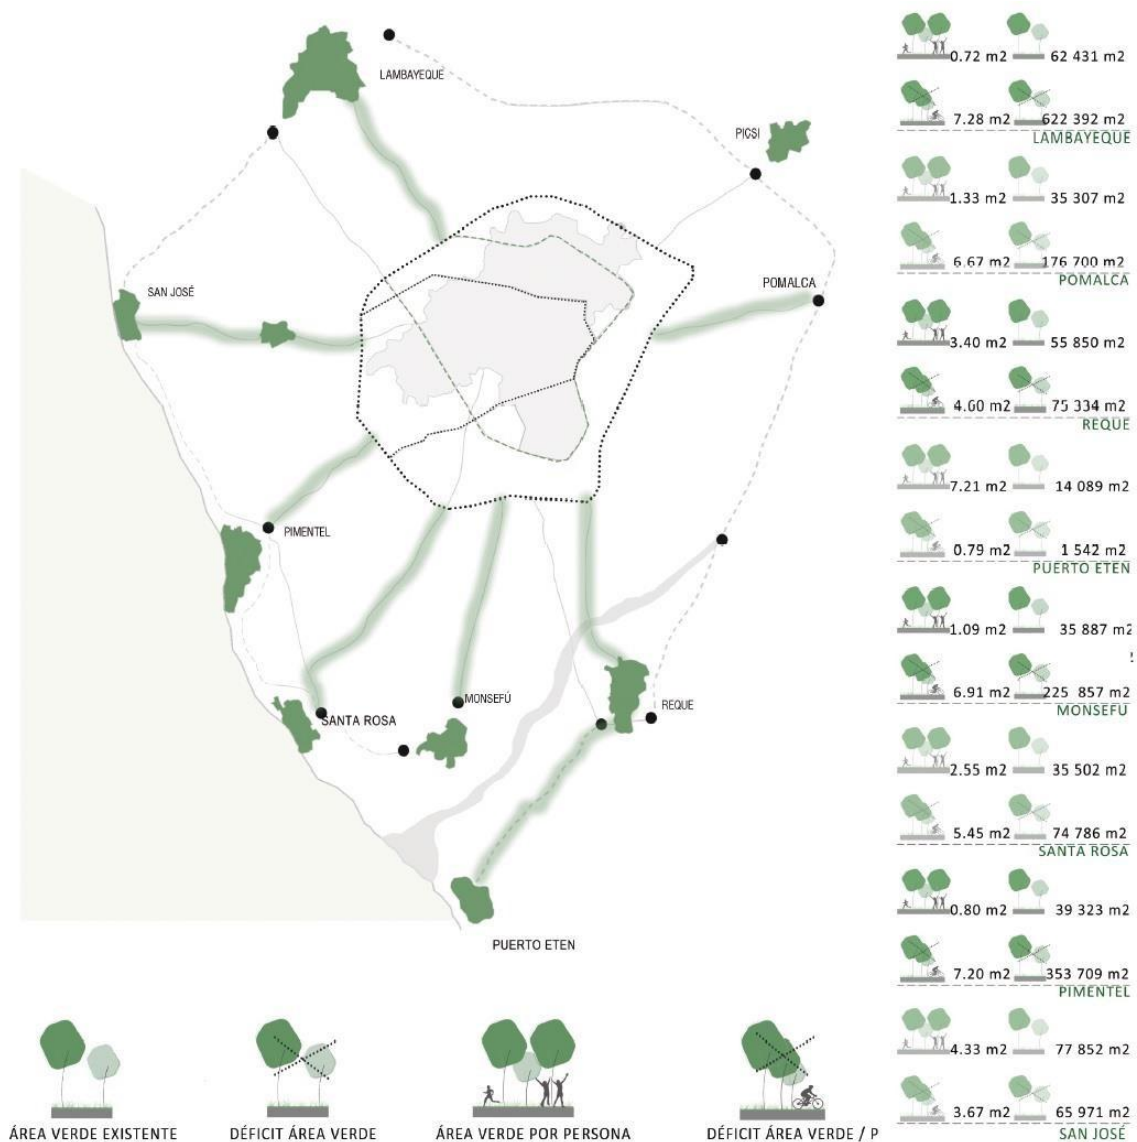 LAMBAYEQUE
PICSI
POMALCA
SAN JOSÉ
PIMENTEL
SANTA ROSA
MONSEFÚ
REQUE
PUERTO ETEN
0.72 m2 62 431 m2
7.28 m2 622 392 m2
LAMBAYEQUE
1.33 m2 35 307 m2
6.67 m2 176 700 m2
POMALCA
3.40 m2 55 850 m2
4.60 m2 75 334 m2
REQUE
7.21 m2 14 089 m2
0.79 m2 1 542 m2
PUERTO ETEN
1.09 m2 35 887 m2
6.91 m2 225 857 m2
MONSEFU
2.55 m2 35 502 m2
5.45 m2 74 786 m2
SANTA ROSA
0.80 m2 39 323 m2
7.20 m2 353 709 m2
PIMENTEL
4.33 m2 77 852 m2
3.67 m2 65 971 m2
SAN JOSÉ
ÁREA VERDE EXISTENTE
DÉFICIT ÁREA VERDE
ÁREA VERDE POR PERSONA
DÉFICIT ÁREA VERDE / P